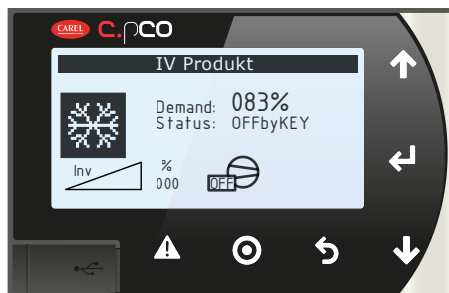 CAREL c.pCO
IV Produkt
Demand: 083%
Status: OFFbyKEY
Inv
%
000
OFF